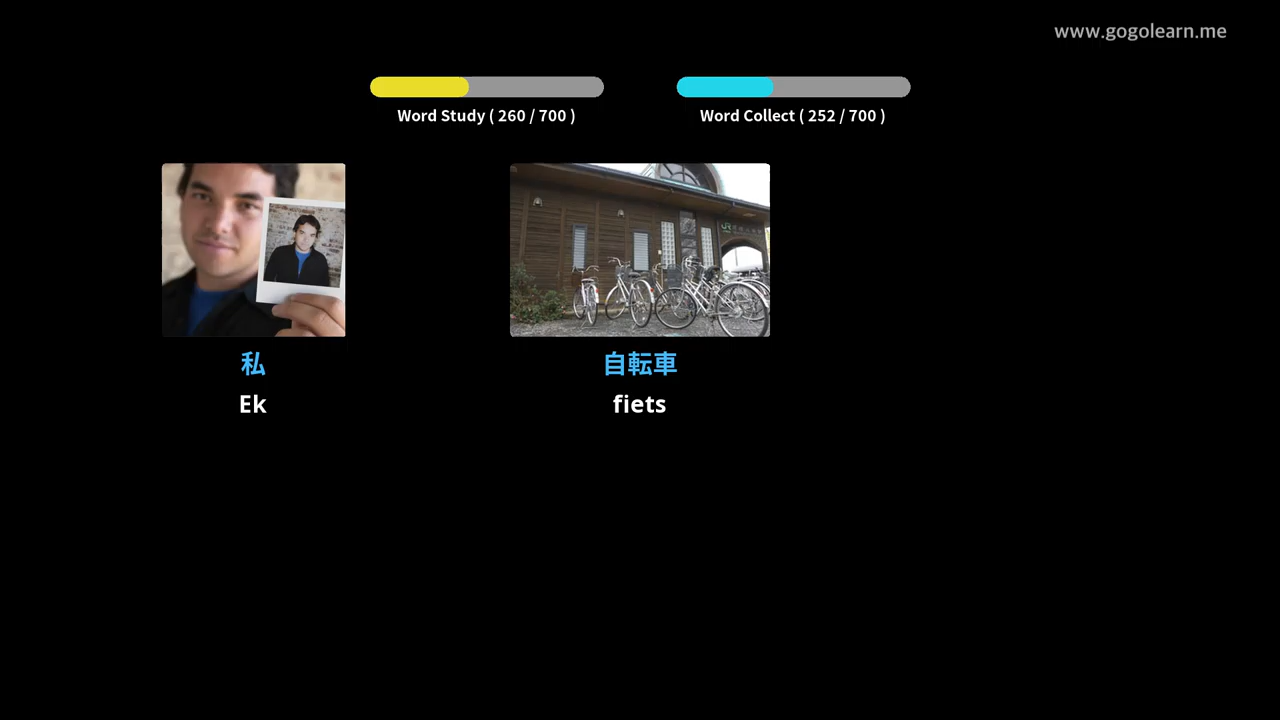 www.gogolearn.me
Word Study ( 260 / 700 )
Word Collect ( 252 / 700 )
私
Ek
自転車
fiets